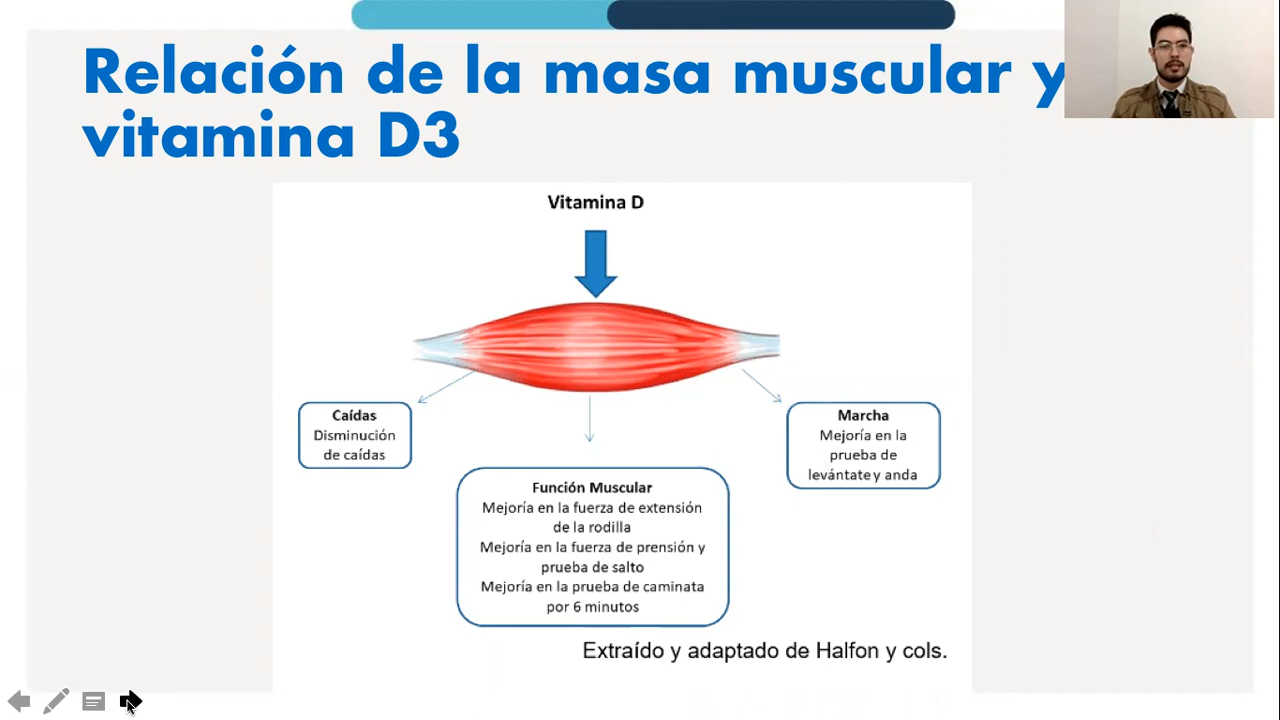 Relación de la masa muscular y
vitamina D3
Vitamina D
Caídas
Disminución
de caídas
Marcha
Mejoría en la
prueba de
levántate y anda
Función Muscular
Mejoría en la fuerza de extensión
de la rodilla
Mejoría en la fuerza de prensión y
prueba de salto
Mejoría en la prueba de caminata
por 6 minutos
Extraído y adaptado de Halfon y cols.